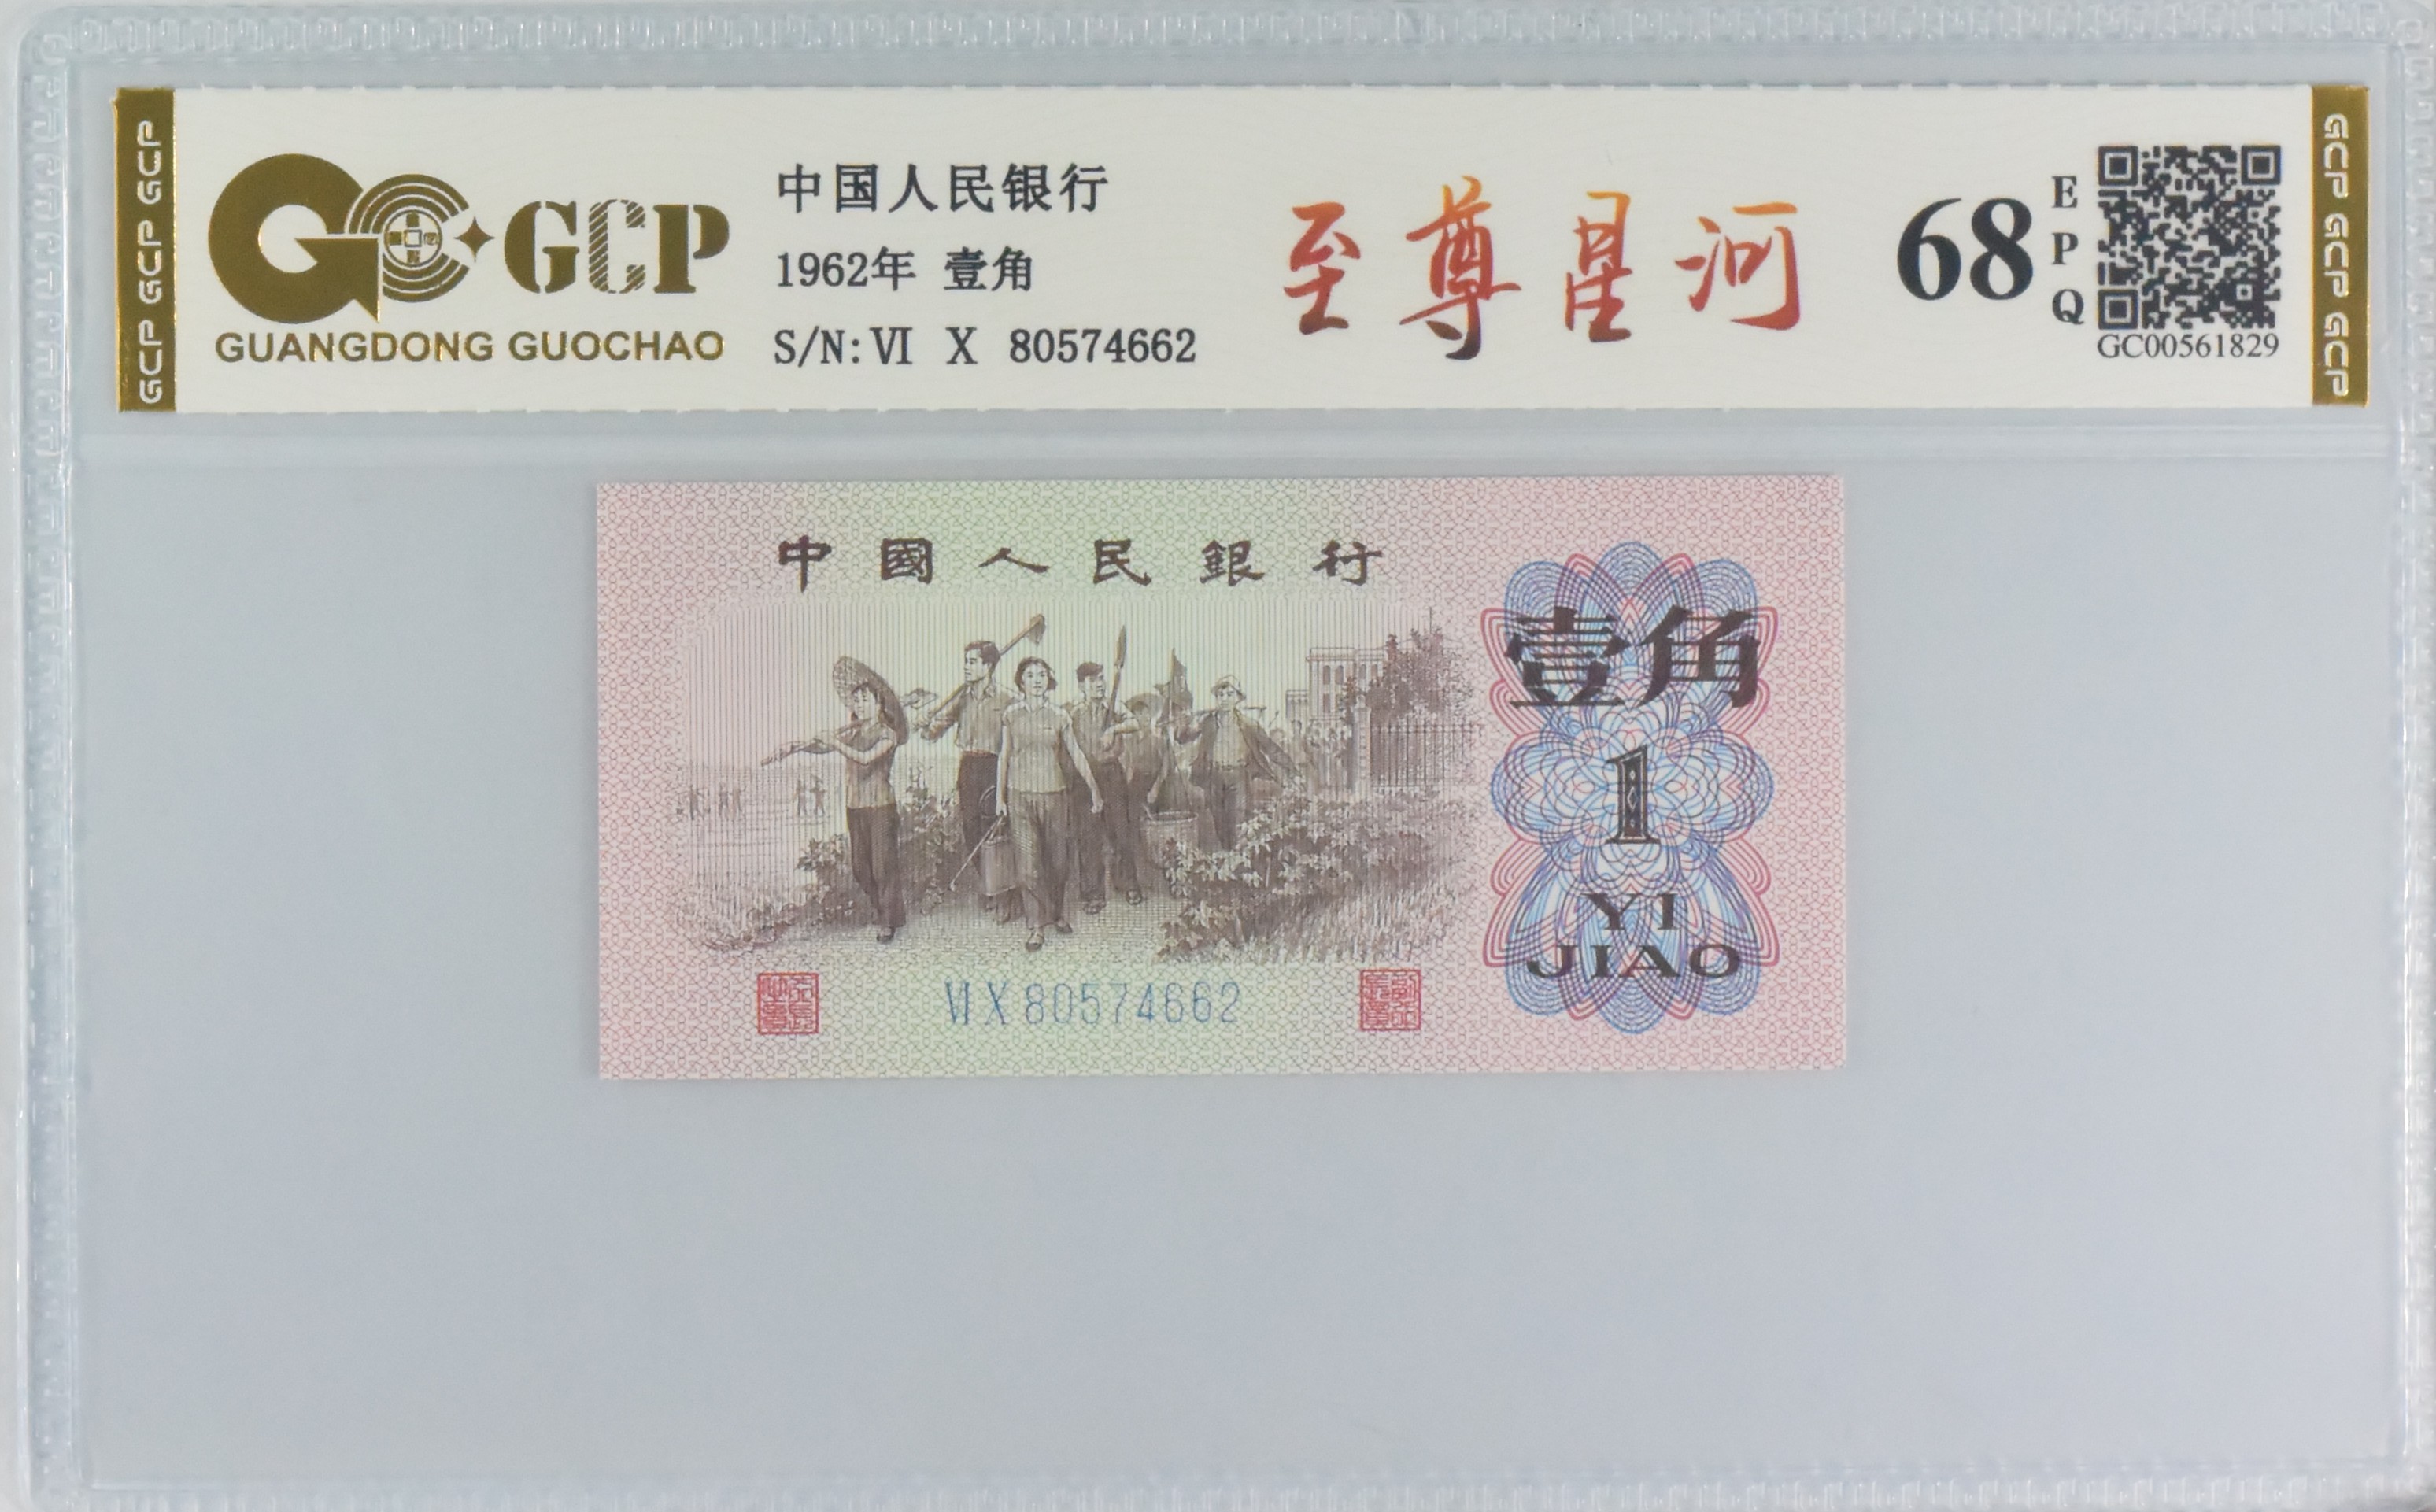 GCP GCP GCP
GCP
GUANGDONG GUOCHAO
中国人民银行
1962年 壹角
S/N: VI X 80574662
至尊星河
68
EPQ
GC00561829
GCP GCP GCP
中國人民銀行
壹角
1
YI
JIAO
VI X 80574662